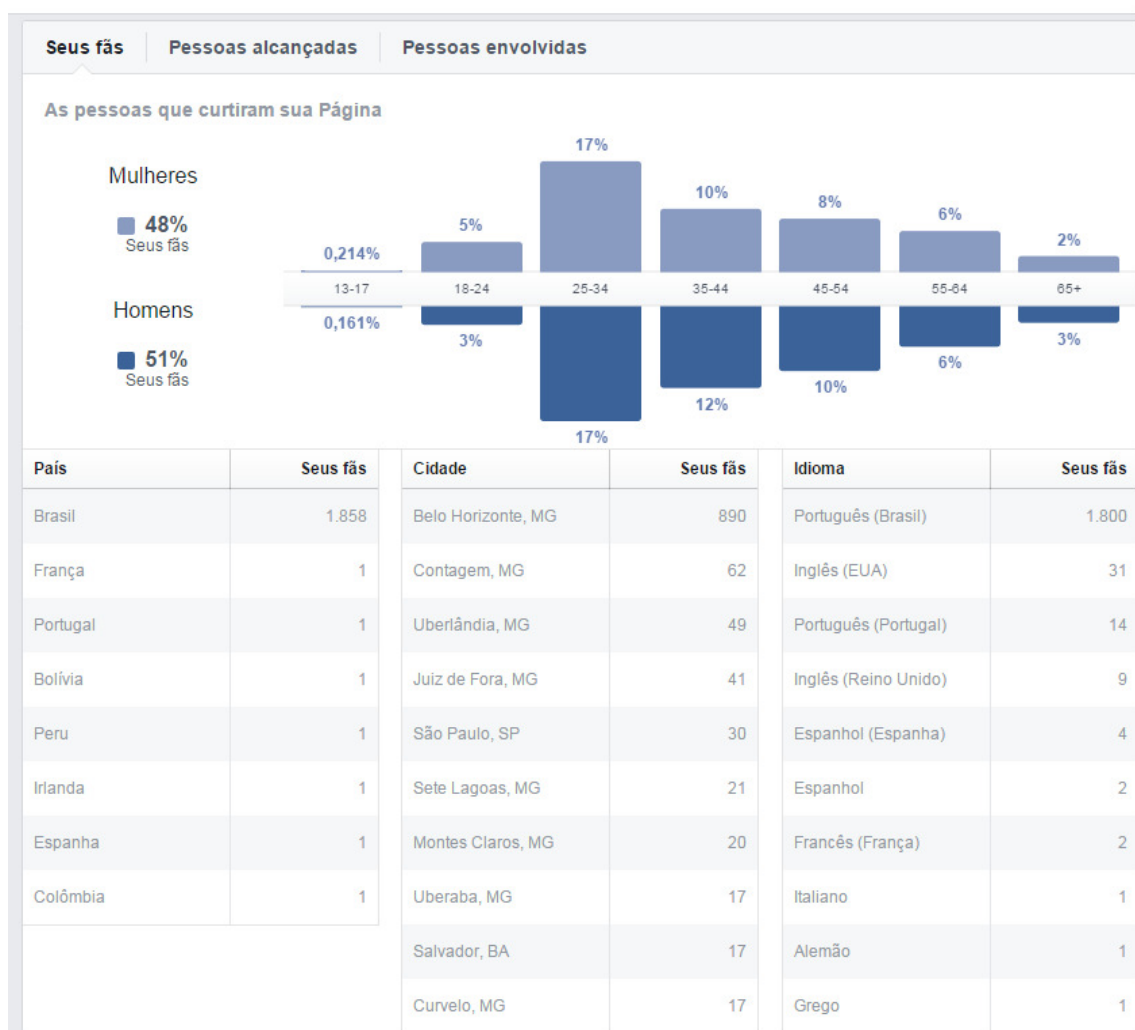 Seus fãs Pessoas alcançadas Pessoas envolvidas
As pessoas que curtiram sua Página
Mulheres
48%
Seus fãs
0,214% 5% 17% 10% 8% 6% 2%
13-17 18-24 25-34 35-44 45-54 55-64 65+
Homens
51%
Seus fãs
0,161% 3% 17% 12% 10% 6% 3%
País Seus fãs Cidade Seus fãs Idioma Seus fãs
Brasil 1.858 Belo Horizonte, MG 890 Português (Brasil) 1.800
França 1 Contagem, MG 62 Inglês (EUA) 31
Portugal 1 Uberlândia, MG 49 Português (Portugal) 14
Bolívia 1 Juiz de Fora, MG 41 Inglês (Reino Unido) 9
Peru 1 São Paulo, SP 30 Espanhol (Espanha) 4
Irlanda 1 Sete Lagoas, MG 21 Espanhol 2
Espanha 1 Montes Claros, MG 20 Francês (França) 2
Colômbia 1 Uberaba, MG 17 Italiano 1
Salvador, BA 17 Alemão 1
Curvelo, MG 17 Grego 1